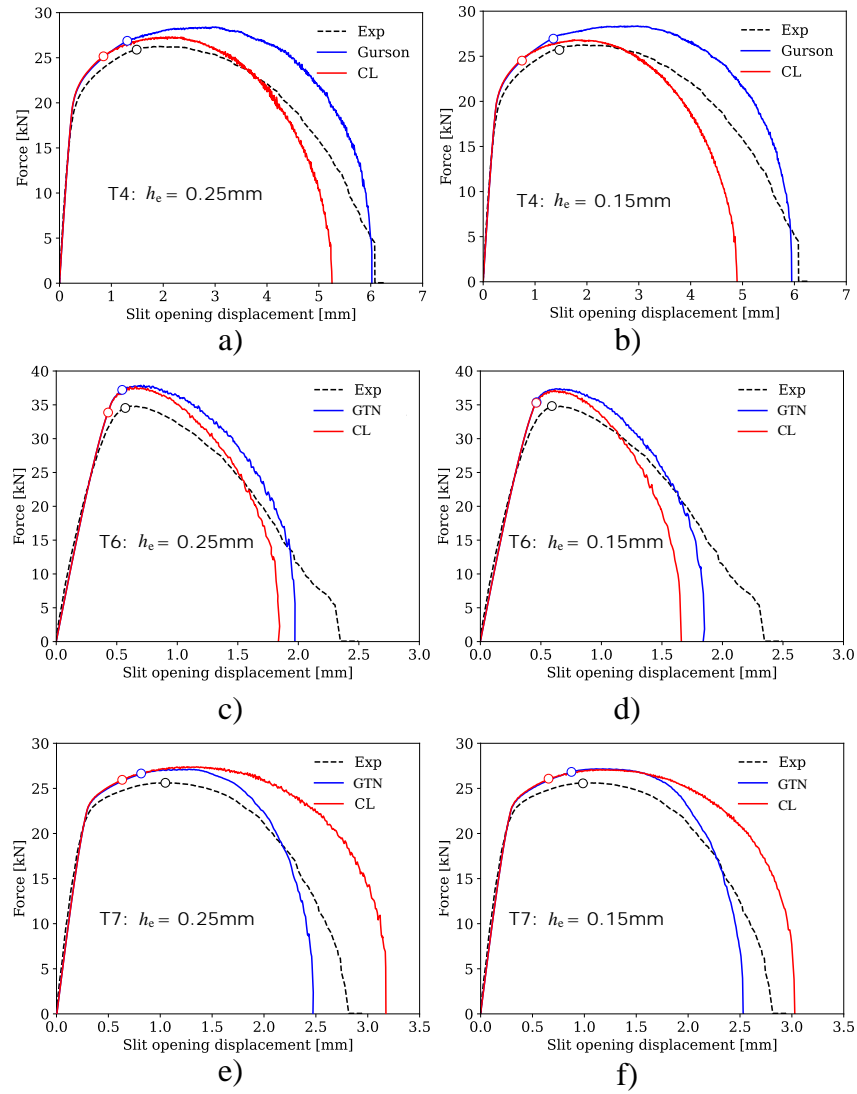 30
25
20
15
10
5
0
Force [kN]
Exp
Gurson
CL
T4: hₑ = 0.25mm
0 1 2 3 4 5 6 7
Slit opening displacement [mm]
a)
30
25
20
15
10
5
0
Force [kN]
Exp
Gurson
CL
T4: hₑ = 0.15mm
0 1 2 3 4 5 6 7
Slit opening displacement [mm]
b)
40
35
30
25
20
15
10
5
0
Force [kN]
Exp
GTN
CL
T6: hₑ = 0.25mm
0.0 0.5 1.0 1.5 2.0 2.5 3.0
Slit opening displacement [mm]
c)
40
35
30
25
20
15
10
5
0
Force [kN]
Exp
GTN
CL
T6: hₑ = 0.15mm
0.0 0.5 1.0 1.5 2.0 2.5 3.0
Slit opening displacement [mm]
d)
30
25
20
15
10
5
0
Force [kN]
Exp
GTN
CL
T7: hₑ = 0.25mm
0.0 0.5 1.0 1.5 2.0 2.5 3.0 3.5
Slit opening displacement [mm]
e)
30
25
20
15
10
5
0
Force [kN]
Exp
GTN
CL
T7: hₑ = 0.15mm
0.0 0.5 1.0 1.5 2.0 2.5 3.0 3.5
Slit opening displacement [mm]
f)